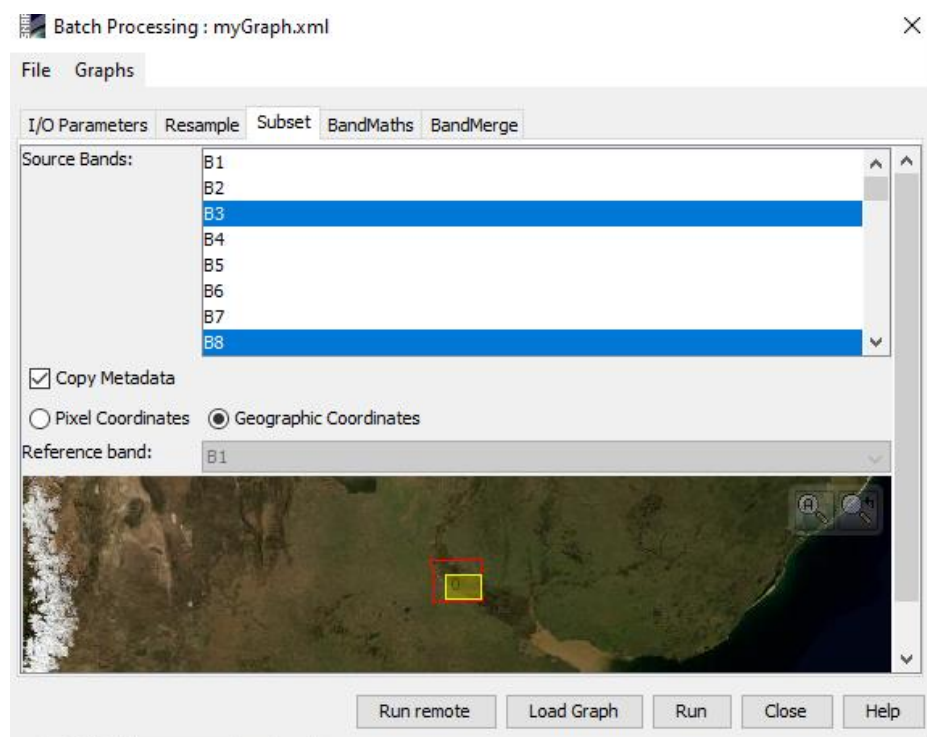 Batch Processing : myGraph.xml
File Graphs
I/O Parameters Resample Subset BandMaths BandMerge
Source Bands:
B1
B2
B3
B4
B5
B6
B7
B8
Copy Metadata
Pixel Coordinates Geographic Coordinates
Reference band:
B1
Run remote Load Graph Run Close Help